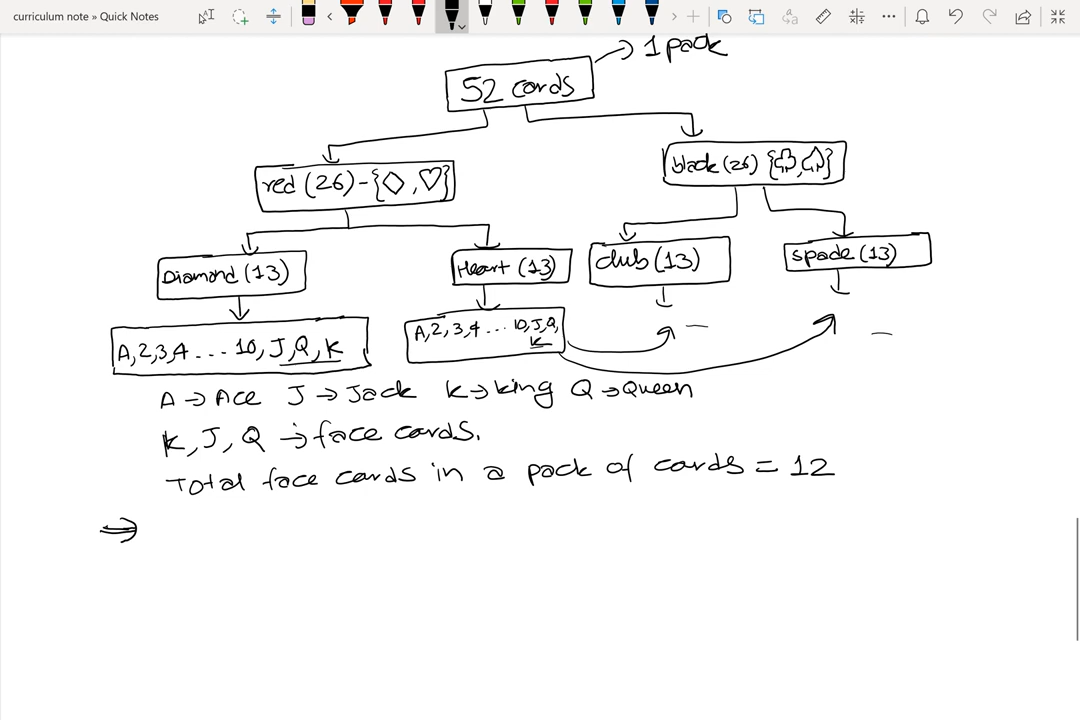 curriculum note » Quick Notes
1 pack
52 cards
red (26) - {♢, ♡}
black (26) {♧, ♤}
Diamond (13)
Heart (13)
club (13)
spade (13)
A, 2, 3, 4 ... 10, J, Q, K
A, 2, 3, 4 ... 10, J, Q,
K
A → Ace J → Jack K → king Q → Queen
K, J, Q → face cards.
Total face cards in a pack of cards = 12
⇒